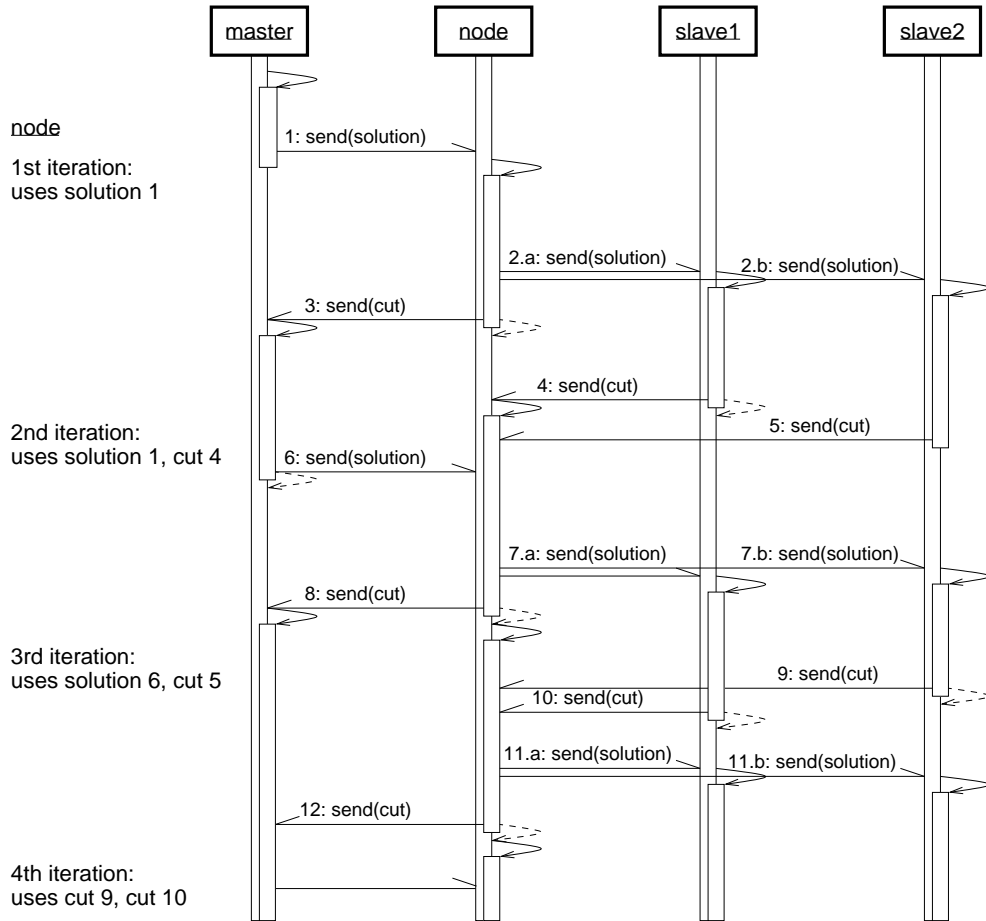 master
node
slave1
slave2
node
1: send(solution)
1st iteration:
uses solution 1
2.a: send(solution)
2.b: send(solution)
3: send(cut)
4: send(cut)
5: send(cut)
2nd iteration:
uses solution 1, cut 4
6: send(solution)
7.a: send(solution)
7.b: send(solution)
8: send(cut)
3rd iteration:
uses solution 6, cut 5
9: send(cut)
10: send(cut)
11.a: send(solution)
11.b: send(solution)
12: send(cut)
4th iteration:
uses cut 9, cut 10